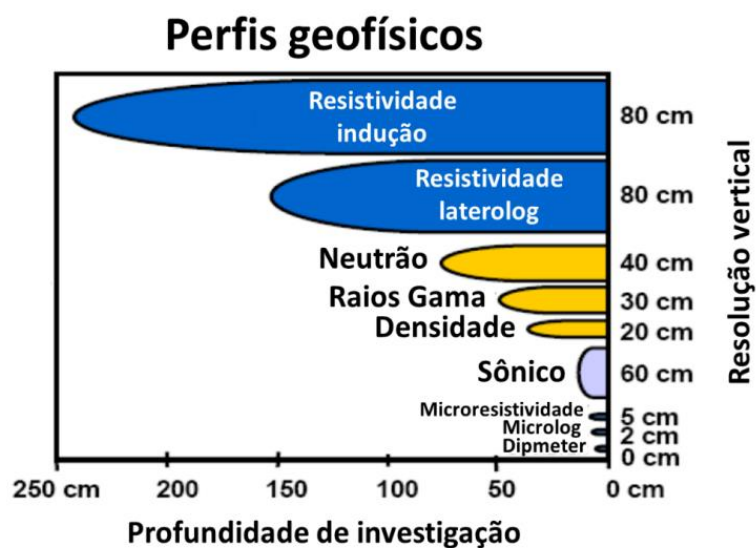 Perfis geofísicos
Resistividade
indução
80 cm
Resistividade
laterolog
80 cm
Neutrão
40 cm
Raios Gama
30 cm
Densidade
20 cm
Sônico
60 cm
Microresistividade
5 cm
Microlog
2 cm
Dipmeter
0 cm
Resolução vertical
250 cm 200 150 100 50 0 cm
Profundidade de investigação